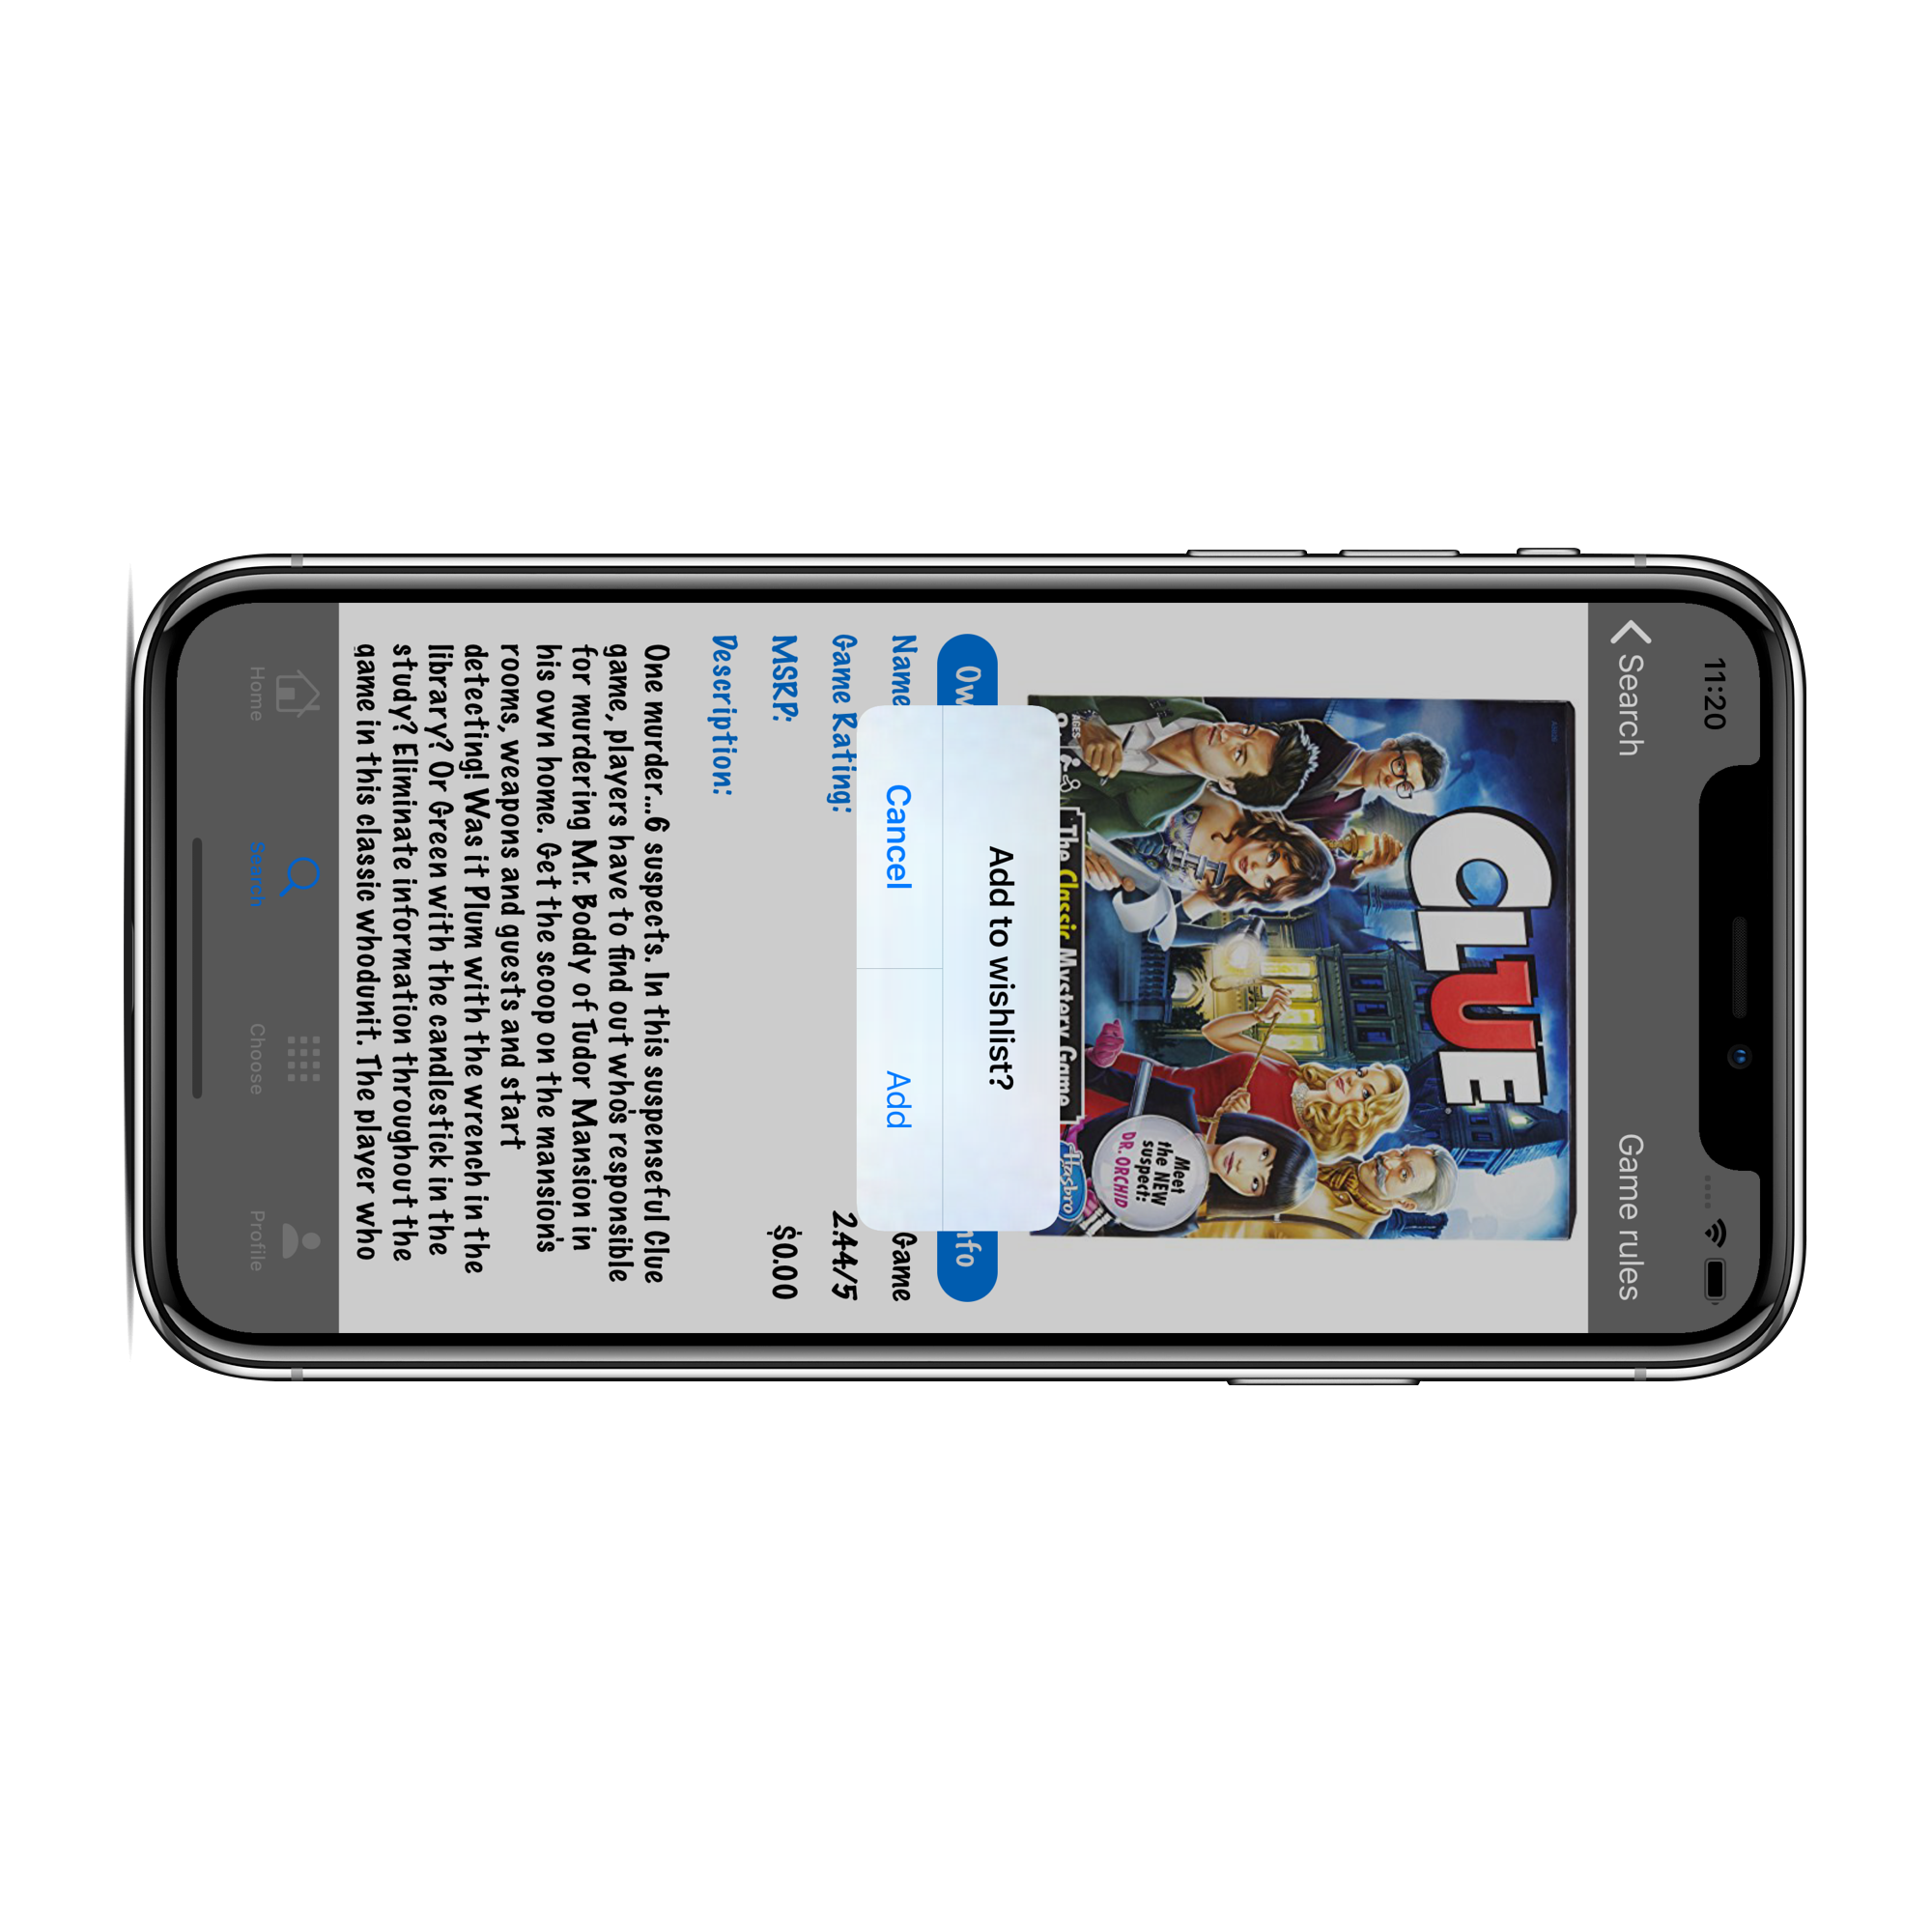 11:20
Search
Game rules
CLUE
Meet
the NEW
suspect:
DR. ORCHID
AGES
The Classic Mystery Game
Hasbro
Add to wishlist?
Cancel
Add
Name
Game
Game Rating:
2.44/5
MSRP:
$0.00
Description:
One murder...6 suspects. In this suspenseful Clue
game, players have to find out who's responsible
for murdering Mr. Boddy of Tudor Mansion in
his own home. Get the scoop on the mansion's
rooms, weapons and guests and start
detecting! Was it Plum with the wrench in the
library? Or Green with the candlestick in the
study? Eliminate information throughout the
game in this classic whodunit. The player who
Home
Search
Choose
Profile